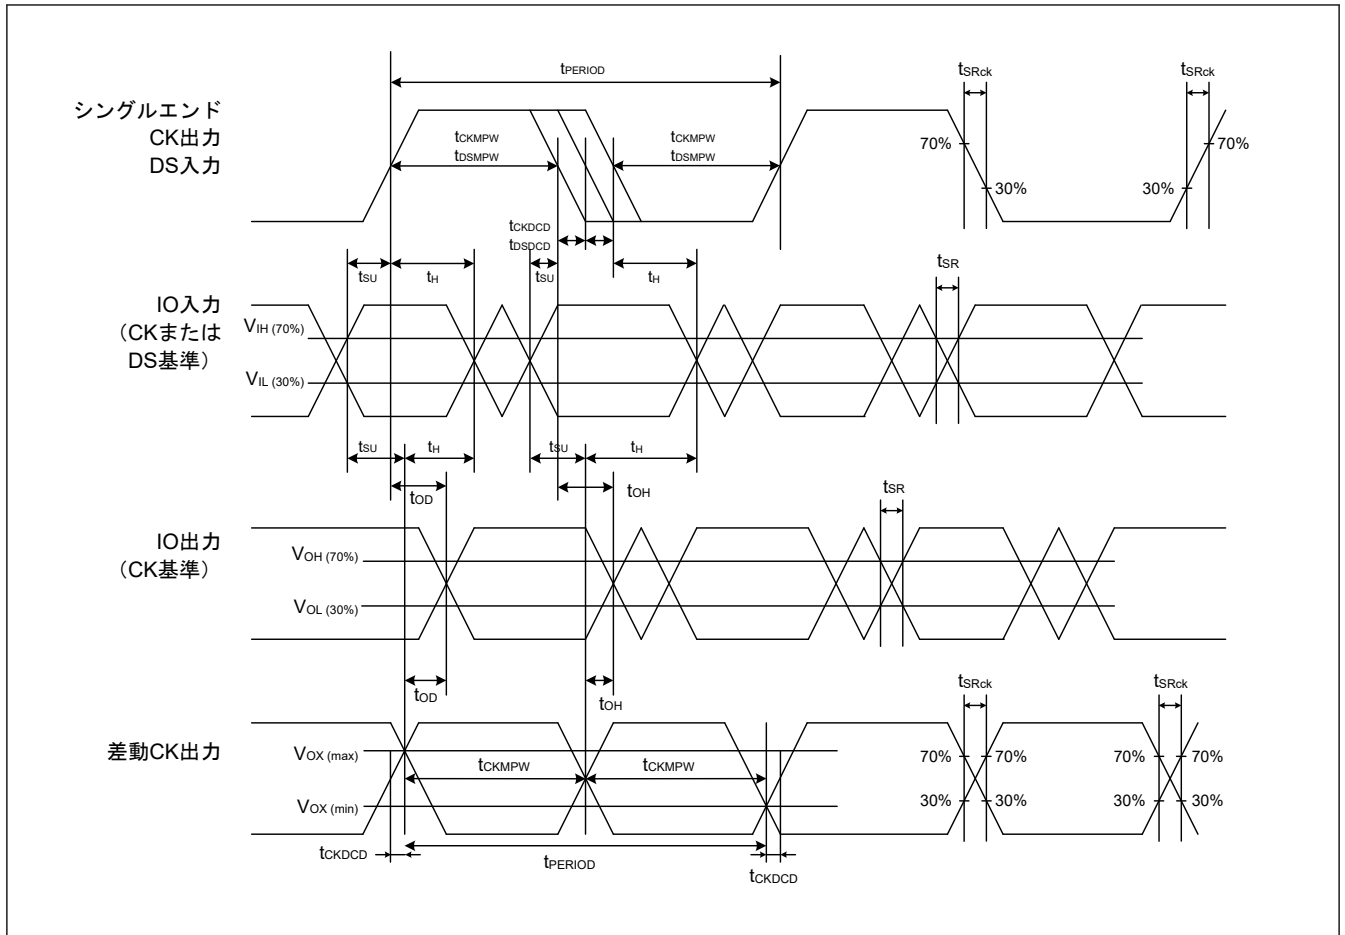 tPERIOD
tSRck
tSRck
シングルエンド
CK出力
DS入力
tCKMPW
tDSMPW
tCKMPW
tDSMPW
70%
30%
30%
70%
tCKDCD
tDSDCD
tSU
tH
tSU
tH
tSR
IO入力
（CKまたは
DS基準）
VIH (70%)
VIL (30%)
tSU
tH
tSU
tH
tOD
tOH
tSR
IO出力
（CK基準）
VOH (70%)
VOL (30%)
tOD
tOH
tSRck
tSRck
差動CK出力
VOX (max)
VOX (min)
tCKMPW
tCKMPW
70%
70%
70%
70%
30%
30%
30%
30%
tCKDCD
tPERIOD
tCKDCD